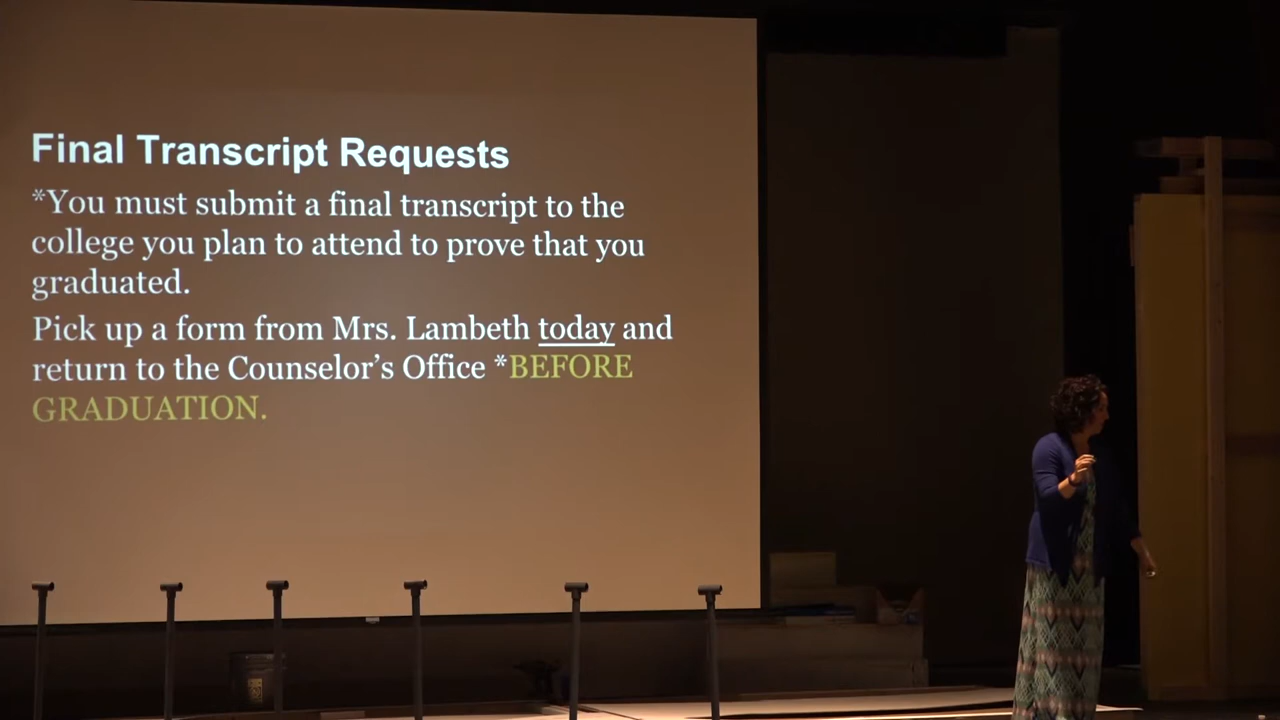 Final Transcript Requests
*You must submit a final transcript to the
college you plan to attend to prove that you
graduated.
Pick up a form from Mrs. Lambeth today and
return to the Counselor’s Office *BEFORE
GRADUATION.